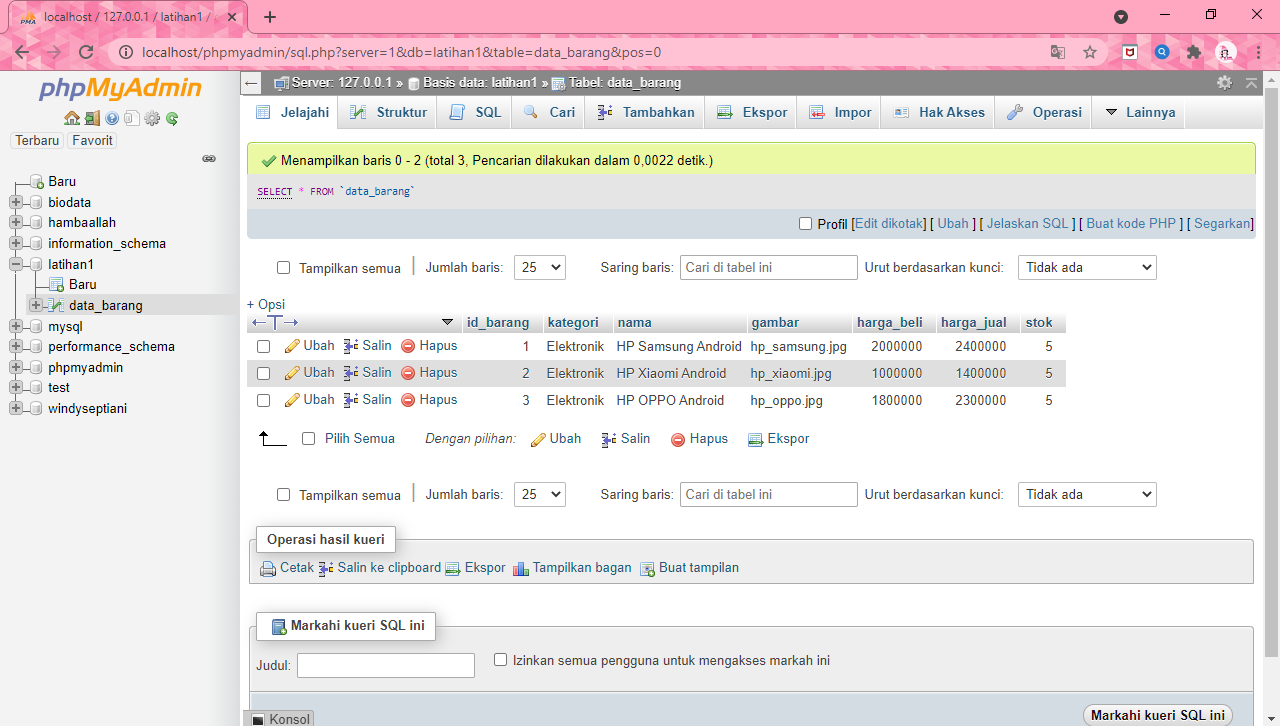 localhost / 127.0.0.1 / latihan1 /
localhost/phpmyadmin/sql.php?server=1&db=latihan1&table=data_barang&pos=0
phpMyAdmin
Terbaru Favorit
Baru
biodata
hambaallah
information_schema
latihan1
Baru
data_barang
mysql
performance_schema
phpmyadmin
test
windyseptiani
Server: 127.0.0.1 » Basis data: latihan1 » Tabel: data_barang
Jelajahi Struktur SQL Cari Tambahkan Ekspor Impor Hak Akses Operasi Lainnya
Menampilkan baris 0 - 2 (total 3, Pencarian dilakukan dalam 0,0022 detik.)
SELECT * FROM `data_barang`
Profil [Edit dikotak] [ Ubah ] [ Jelaskan SQL ] [ Buat kode PHP ] [ Segarkan]
Tampilkan semua | Jumlah baris: 25 Saring baris: Cari di tabel ini Urut berdasarkan kunci: Tidak ada
+ Opsi
←T→ id_barang kategori nama gambar harga_beli harga_jual stok
Ubah Salin Hapus 1 Elektronik HP Samsung Android hp_samsung.jpg 2000000 2400000 5
Ubah Salin Hapus 2 Elektronik HP Xiaomi Android hp_xiaomi.jpg 1000000 1400000 5
Ubah Salin Hapus 3 Elektronik HP OPPO Android hp_oppo.jpg 1800000 2300000 5
Pilih Semua Dengan pilihan: Ubah Salin Hapus Ekspor
Tampilkan semua | Jumlah baris: 25 Saring baris: Cari di tabel ini Urut berdasarkan kunci: Tidak ada
Operasi hasil kueri
Cetak Salin ke clipboard Ekspor Tampilkan bagan Buat tampilan
Markahi kueri SQL ini
Judul: Izinkan semua pengguna untuk mengakses markah ini
Konsol
Markahi kueri SQL ini